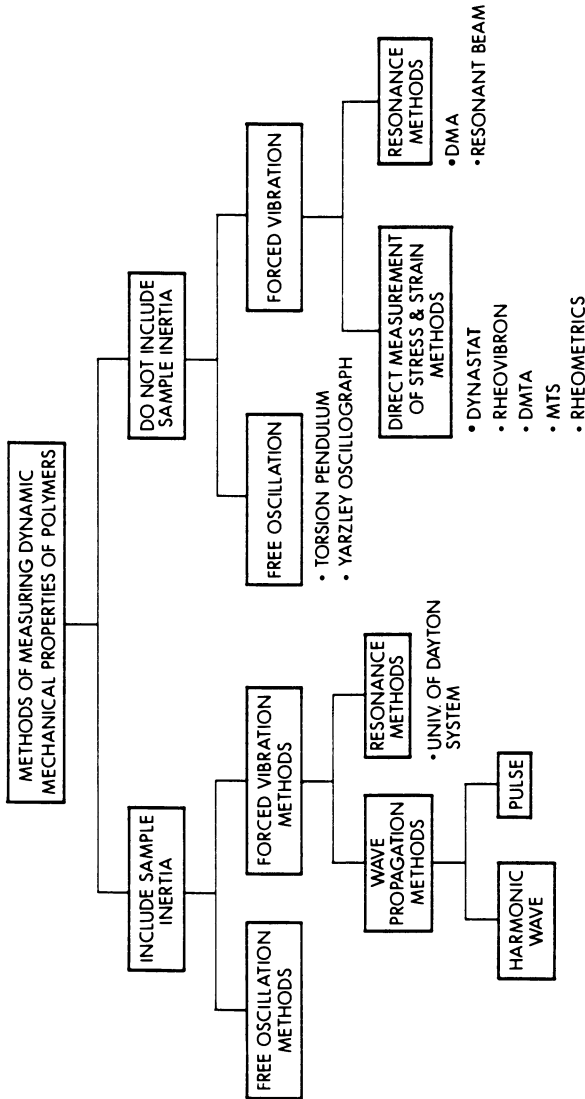 METHODS OF MEASURING DYNAMIC
MECHANICAL PROPERTIES OF POLYMERS
INCLUDE SAMPLE
INERTIA
DO NOT INCLUDE
SAMPLE INERTIA
FREE OSCILLATION
METHODS
FORCED VIBRATION
METHODS
FREE OSCILLATION
• TORSION PENDULUM
• YARZLEY OSCILLOGRAPH
FORCED VIBRATION
WAVE
PROPAGATION
METHODS
RESONANCE
METHODS
• UNIV. OF DAYTON
SYSTEM
DIRECT MEASUREMENT
OF STRESS & STRAIN
METHODS
• DYNASTAT
• RHEOVIBRON
• DMTA
• MTS
• RHEOMETRICS
RESONANCE
METHODS
• DMA
• RESONANT BEAM
HARMONIC
WAVE
PULSE